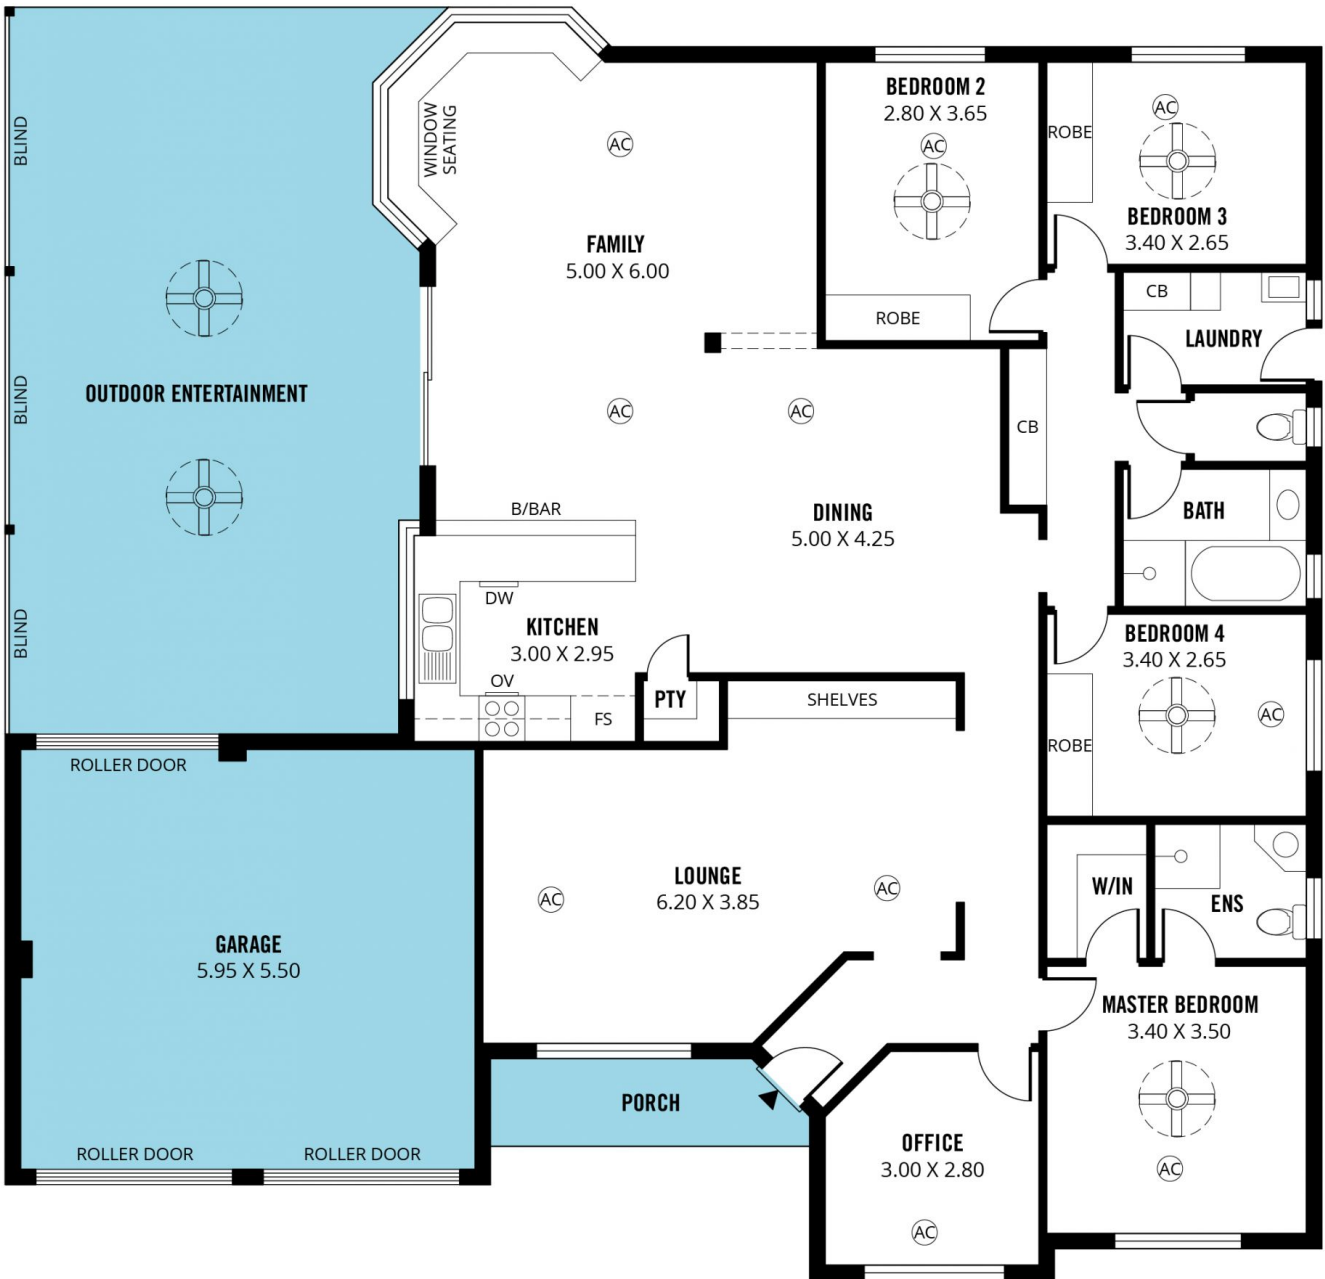 BEDROOM 2
2.80 X 3.65
AC
ROBE
ROBE
AC
BEDROOM 3
3.40 X 2.65
BLIND
WINDOW
SEATING
AC
FAMILY
5.00 X 6.00
CB
LAUNDRY
OUTDOOR ENTERTAINMENT
BLIND
AC
AC
CB
B/BAR
DINING
5.00 X 4.25
BATH
DW
KITCHEN
3.00 X 2.95
BLIND
OV
FS
PTY
SHELVES
BEDROOM 4
3.40 X 2.65
AC
ROBE
ROLLER DOOR
LOUNGE
6.20 X 3.85
AC
AC
W/IN
ENS
GARAGE
5.95 X 5.50
MASTER BEDROOM
3.40 X 3.50
AC
PORCH
OFFICE
3.00 X 2.80
AC
ROLLER DOOR
ROLLER DOOR